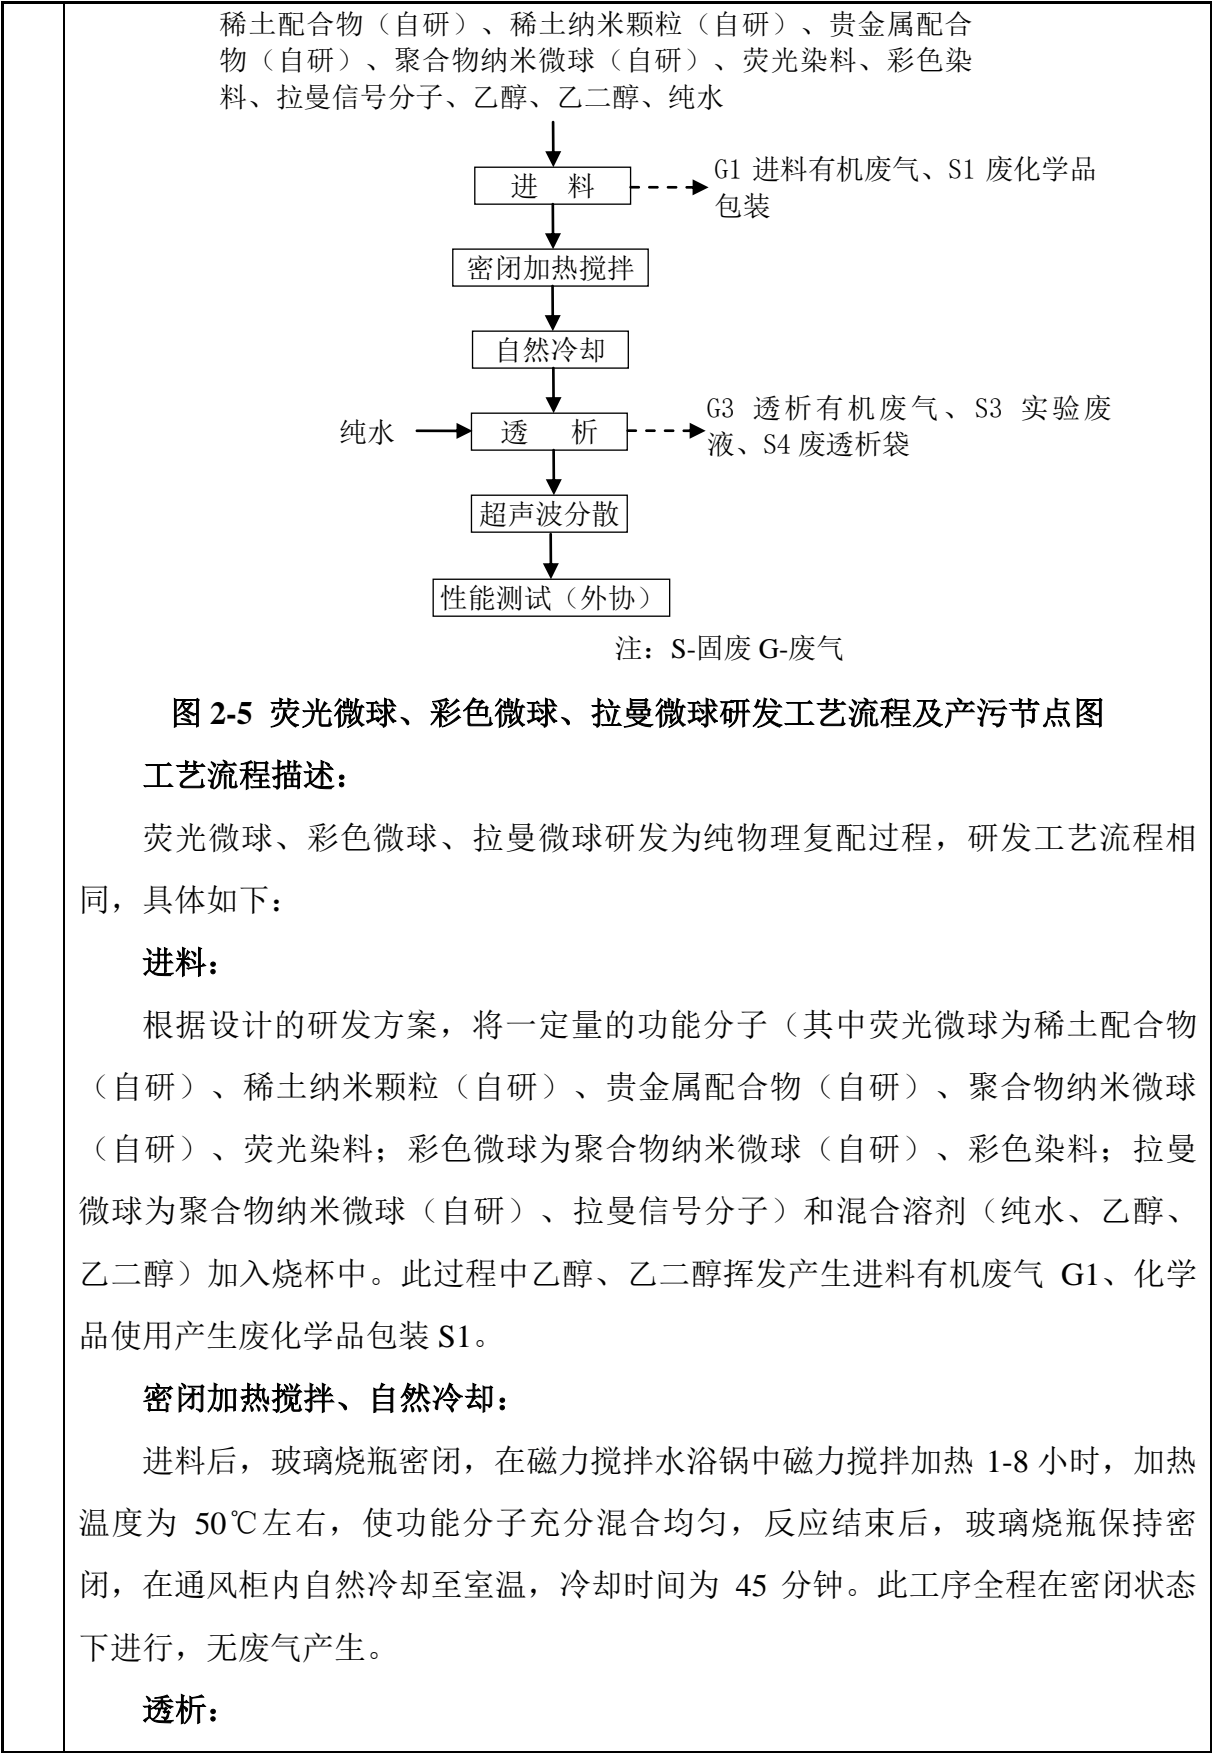 稀土配合物（自研）、稀土纳米颗粒（自研）、贵金属配合
物（自研）、聚合物纳米微球（自研）、荧光染料、彩色染
料、拉曼信号分子、乙醇、乙二醇、纯水
进 料
G1 进料有机废气、S1 废化学品
包装
密闭加热搅拌
自然冷却
纯水
透 析
G3 透析有机废气、S3 实验废
液、S4 废透析袋
超声波分散
性能测试（外协）
注：S-固废 G-废气
图 2-5 荧光微球、彩色微球、拉曼微球研发工艺流程及产污节点图
工艺流程描述：
荧光微球、彩色微球、拉曼微球研发为纯物理复配过程，研发工艺流程相
同，具体如下：
进料：
根据设计的研发方案，将一定量的功能分子（其中荧光微球为稀土配合物
（自研）、稀土纳米颗粒（自研）、贵金属配合物（自研）、聚合物纳米微球
（自研）、荧光染料；彩色微球为聚合物纳米微球（自研）、彩色染料；拉曼
微球为聚合物纳米微球（自研）、拉曼信号分子）和混合溶剂（纯水、乙醇、
乙二醇）加入烧杯中。此过程中乙醇、乙二醇挥发产生进料有机废气 G1、化学
品使用产生废化学品包装 S1。
密闭加热搅拌、自然冷却：
进料后，玻璃烧瓶密闭，在磁力搅拌水浴锅中磁力搅拌加热 1-8 小时，加热
温度为 50℃左右，使功能分子充分混合均匀，反应结束后，玻璃烧瓶保持密
闭，在通风柜内自然冷却至室温，冷却时间为 45 分钟。此工序全程在密闭状态
下进行，无废气产生。
透析：